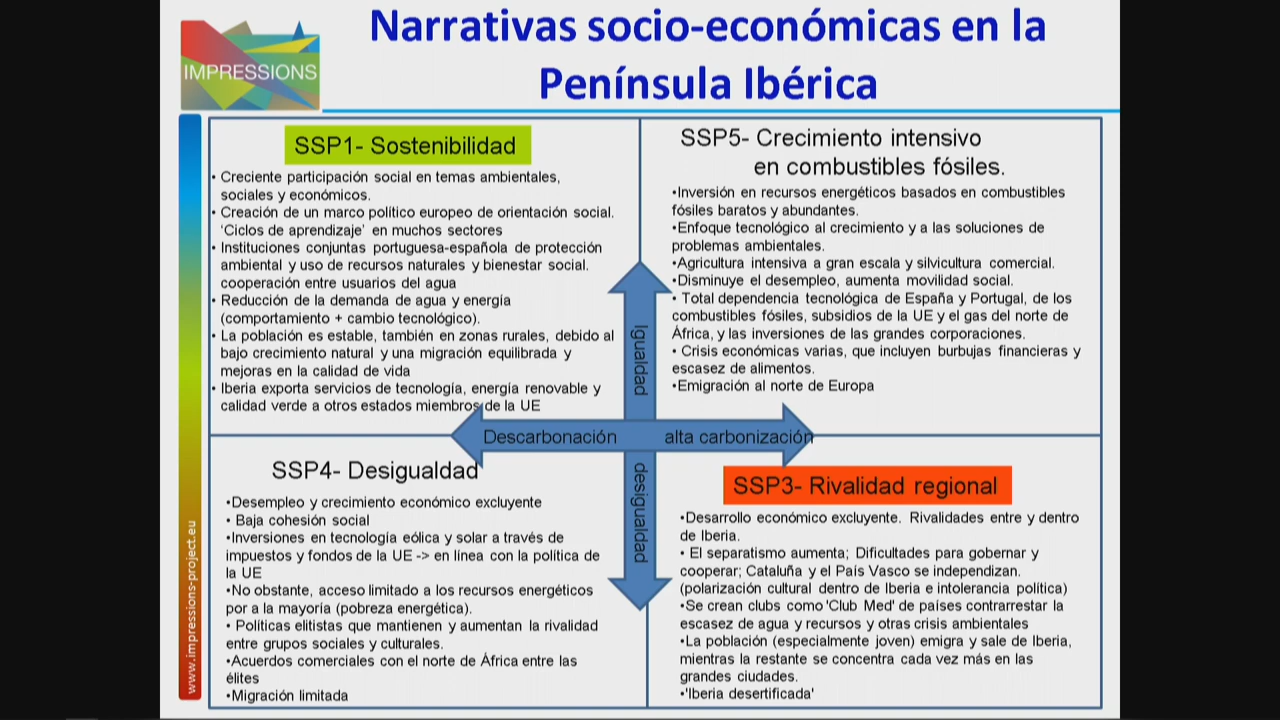 Narrativas socio-económicas en la
Península Ibérica
IMPRESSIONS
www.impressions-project.eu
SSP1- Sostenibilidad
• Creciente participación social en temas ambientales,
sociales y económicos.
• Creación de un marco político europeo de orientación social.
‘Ciclos de aprendizaje’ en muchos sectores
• Instituciones conjuntas portuguesa-española de protección
ambiental y uso de recursos naturales y bienestar social.
cooperación entre usuarios del agua
• Reducción de la demanda de agua y energía
(comportamiento + cambio tecnológico).
• La población es estable, también en zonas rurales, debido al
bajo crecimiento natural y una migración equilibrada y
mejoras en la calidad de vida
• Iberia exporta servicios de tecnología, energía renovable y
calidad verde a otros estados miembros de la UE
SSP5- Crecimiento intensivo
en combustibles fósiles.
•Inversión en recursos energéticos basados en combustibles
fósiles baratos y abundantes.
•Enfoque tecnológico al crecimiento y a las soluciones de
problemas ambientales.
•Agricultura intensiva a gran escala y silvicultura comercial.
•Disminuye el desempleo, aumenta movilidad social.
• Total dependencia tecnológica de España y Portugal, de los
combustibles fósiles, subsidios de la UE y el gas del norte de
África, y las inversiones de las grandes corporaciones.
• Crisis económicas varias, que incluyen burbujas financieras y
escasez de alimentos.
•Emigración al norte de Europa
Igualdad
Descarbonación
alta carbonización
desigualdad
SSP4- Desigualdad
•Desempleo y crecimiento económico excluyente
• Baja cohesión social
•Inversiones en tecnología eólica y solar a través de
impuestos y fondos de la UE -> en línea con la política de
la UE
•No obstante, acceso limitado a los recursos energéticos
por a la mayoría (pobreza energética).
• Políticas elitistas que mantienen y aumentan la rivalidad
entre grupos sociales y culturales.
•Acuerdos comerciales con el norte de África entre las
élites
•Migración limitada
SSP3- Rivalidad regional
•Desarrollo económico excluyente. Rivalidades entre y dentro
de Iberia.
• El separatismo aumenta; Dificultades para gobernar y
cooperar; Cataluña y el País Vasco se independizan.
(polarización cultural dentro de Iberia e intolerancia política)
•Se crean clubs como 'Club Med' de países contrarrestar la
escasez de agua y recursos y otras crisis ambientales
•La población (especialmente joven) emigra y sale de Iberia,
mientras la restante se concentra cada vez más en las
grandes ciudades.
•'Iberia desertificada'